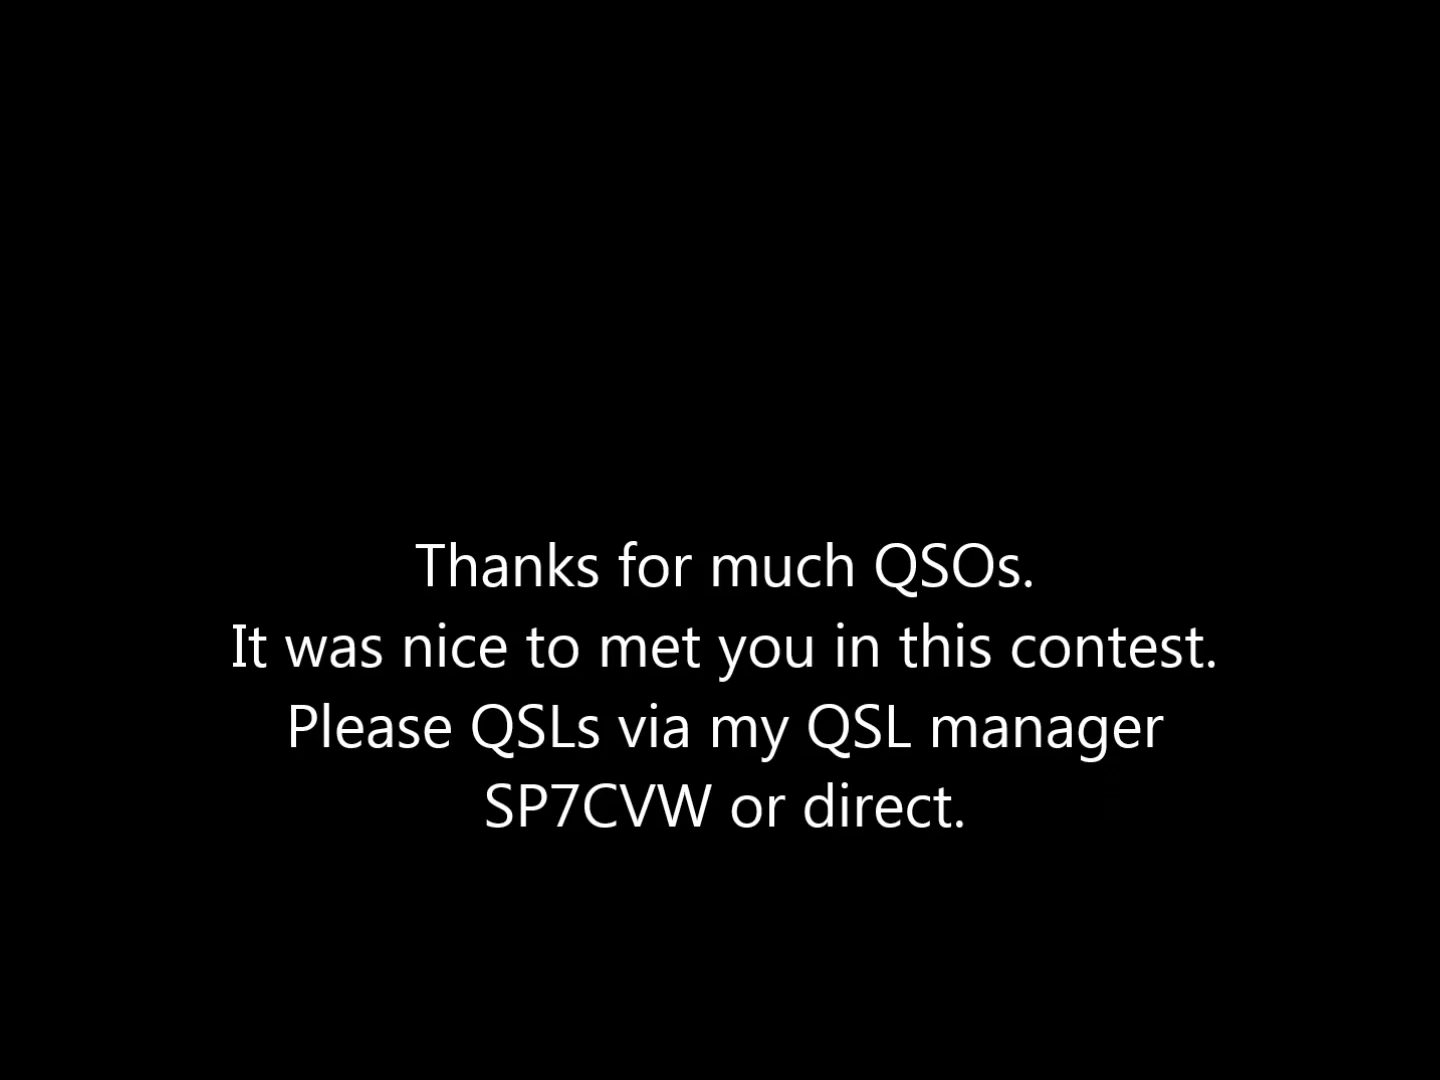 Thanks for much QSOs.
It was nice to met you in this contest.
Please QSLs via my QSL manager
SP7CVW or direct.